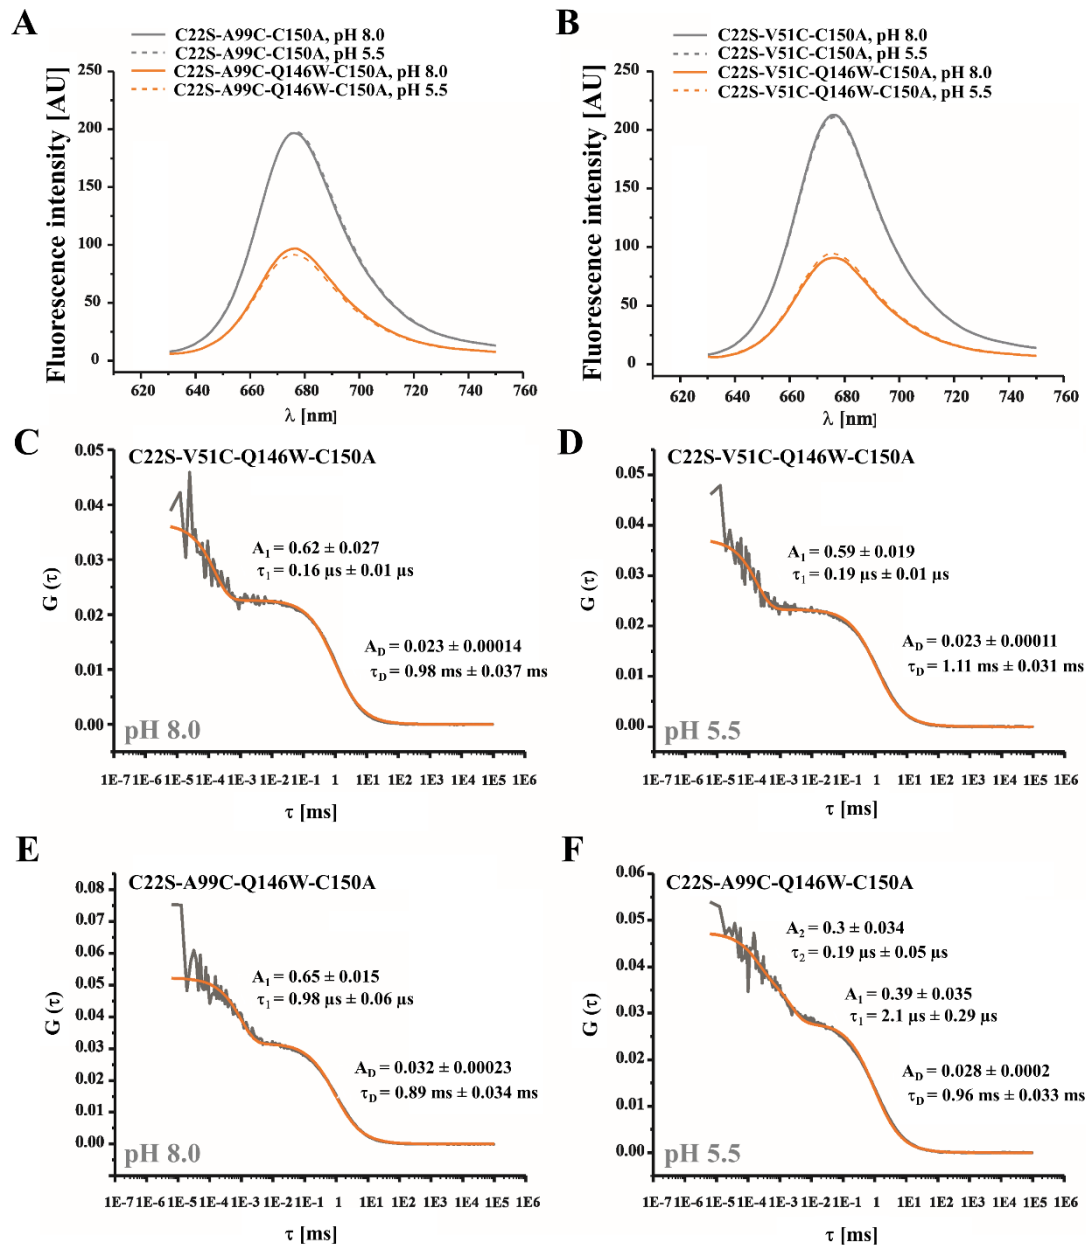 A
C22S-A99C-C150A, pH 8.0
C22S-A99C-C150A, pH 5.5
C22S-A99C-Q146W-C150A, pH 8.0
C22S-A99C-Q146W-C150A, pH 5.5
Fluorescence intensity [AU]
250
200
150
100
50
0
620 640 660 680 700 720 740 760
λ [nm]
B
C22S-V51C-C150A, pH 8.0
C22S-V51C-C150A, pH 5.5
C22S-V51C-Q146W-C150A, pH 8.0
C22S-V51C-Q146W-C150A, pH 5.5
Fluorescence intensity [AU]
250
200
150
100
50
0
620 640 660 680 700 720 740 760
λ [nm]
C
C22S-V51C-Q146W-C150A
G (τ)
0.05
0.04
0.03
0.02
0.01
0.00
A₁ = 0.62 ± 0.027
τ₁ = 0.16 μs ± 0.01 μs
A_D = 0.023 ± 0.00014
τ_D = 0.98 ms ± 0.037 ms
pH 8.0
1E-7 1E-6 1E-5 1E-4 1E-3 1E-2 1E-1 1 1E1 1E2 1E3 1E4 1E5 1E6
τ [ms]
D
C22S-V51C-Q146W-C150A
G (τ)
0.05
0.04
0.03
0.02
0.01
0.00
A₁ = 0.59 ± 0.019
τ₁ = 0.19 μs ± 0.01 μs
A_D = 0.023 ± 0.00011
τ_D = 1.11 ms ± 0.031 ms
pH 5.5
1E-7 1E-6 1E-5 1E-4 1E-3 1E-2 1E-1 1 1E1 1E2 1E3 1E4 1E5 1E6
τ [ms]
E
C22S-A99C-Q146W-C150A
G (τ)
0.08
0.07
0.06
0.05
0.04
0.03
0.02
0.01
0.00
A₁ = 0.65 ± 0.015
τ₁ = 0.98 μs ± 0.06 μs
A_D = 0.032 ± 0.00023
τ_D = 0.89 ms ± 0.034 ms
pH 8.0
1E-7 1E-6 1E-5 1E-4 1E-3 1E-2 1E-1 1 1E1 1E2 1E3 1E4 1E5 1E6
τ [ms]
F
C22S-A99C-Q146W-C150A
G (τ)
0.06
0.05
0.04
0.03
0.02
0.01
0.00
A₂ = 0.3 ± 0.034
τ₂ = 0.19 μs ± 0.05 μs
A₁ = 0.39 ± 0.035
τ₁ = 2.1 μs ± 0.29 μs
A_D = 0.028 ± 0.0002
τ_D = 0.96 ms ± 0.033 ms
pH 5.5
1E-7 1E-6 1E-5 1E-4 1E-3 1E-2 1E-1 1 1E1 1E2 1E3 1E4 1E5 1E6
τ [ms]